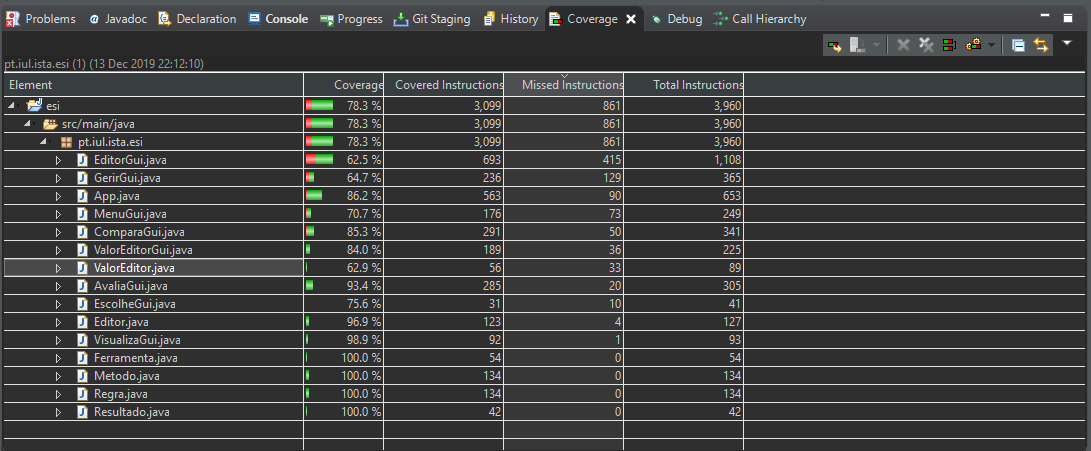 Problems Javadoc Declaration Console Progress Git Staging History Coverage Debug Call Hierarchy
pt.iul.ista.esi (1) (13 Dec 2019 22:12:10)
Element Coverage Covered Instructions Missed Instructions Total Instructions
esi 78.3 % 3,099 861 3,960
src/main/java 78.3 % 3,099 861 3,960
pt.iul.ista.esi 78.3 % 3,099 861 3,960
EditorGui.java 62.5 % 693 415 1,108
GerirGui.java 64.7 % 236 129 365
App.java 86.2 % 563 90 653
MenuGui.java 70.7 % 176 73 249
ComparaGui.java 85.3 % 291 50 341
ValorEditorGui.java 84.0 % 189 36 225
ValorEditor.java 62.9 % 56 33 89
AvaliaGui.java 93.4 % 285 20 305
EscolheGui.java 75.6 % 31 10 41
Editor.java 96.9 % 123 4 127
VisualizaGui.java 98.9 % 92 1 93
Ferramenta.java 100.0 % 54 0 54
Metodo.java 100.0 % 134 0 134
Regra.java 100.0 % 134 0 134
Resultado.java 100.0 % 42 0 42